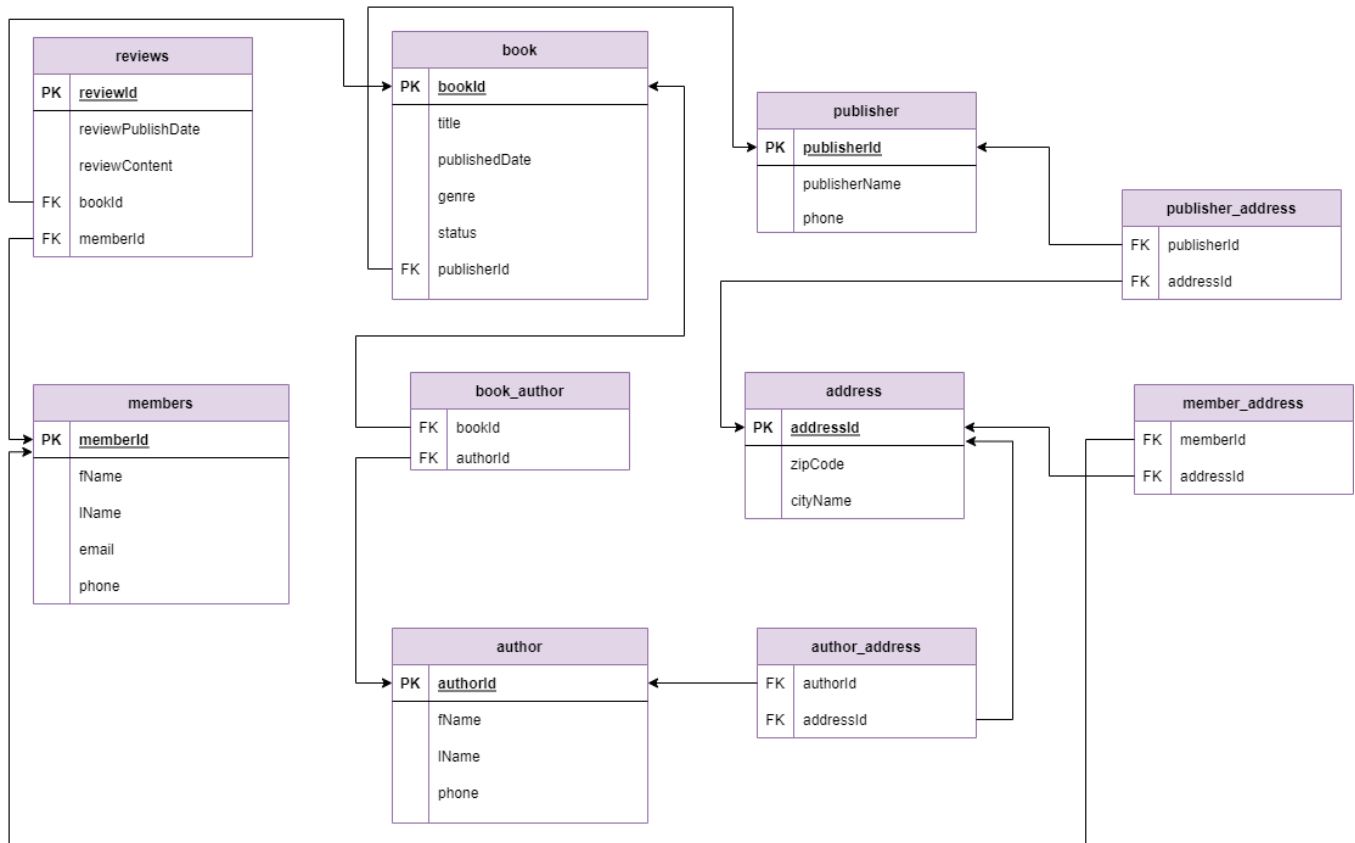 reviews
PK reviewId
reviewPublishDate
reviewContent
FK bookId
FK memberId
book
PK bookId
title
publishedDate
genre
status
FK publisherId
publisher
PK publisherId
publisherName
phone
publisher_address
FK publisherId
FK addressId
members
PK memberId
fName
lName
email
phone
book_author
FK bookId
FK authorId
address
PK addressId
zipCode
cityName
member_address
FK memberId
FK addressId
author
PK authorId
fName
lName
phone
author_address
FK authorId
FK addressId